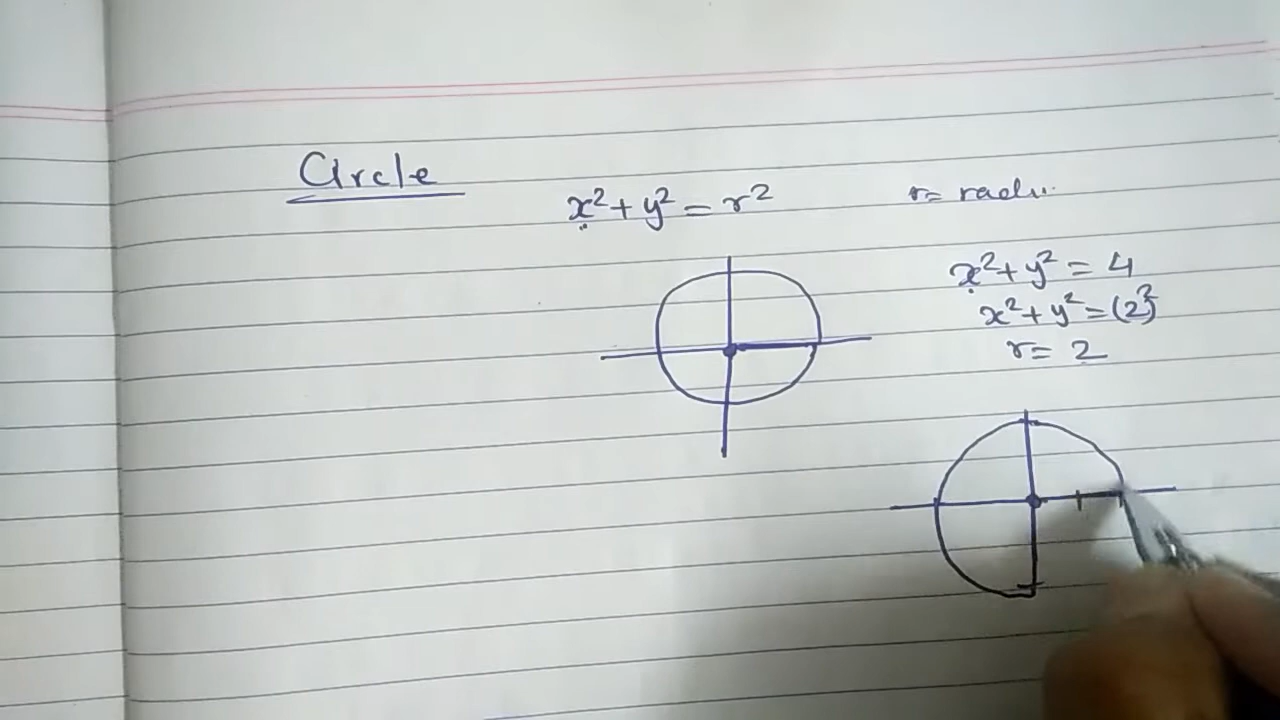 Circle
x²+y²=r²
r= radi..
x²+y²=4
x²+y²=(2)²
r=2